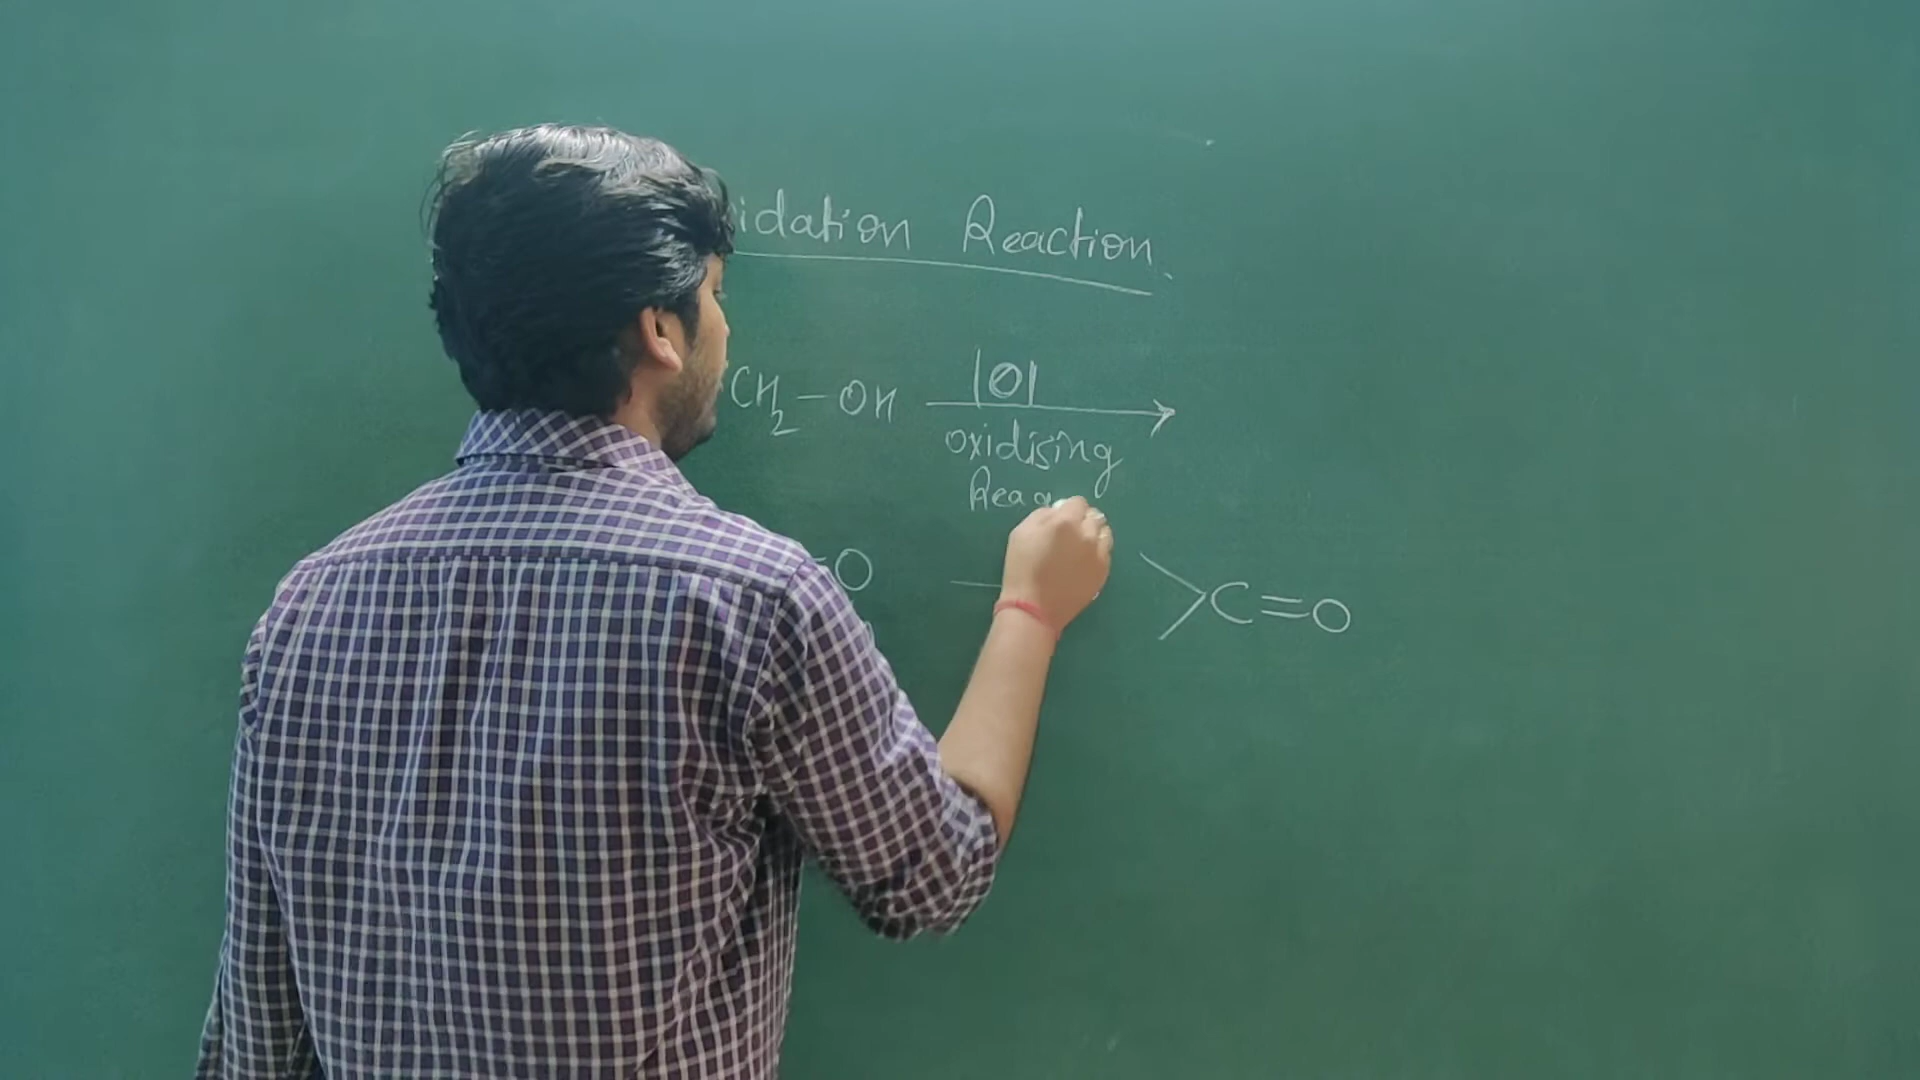 idation Reaction.
|O|
CH2-OH
oxidising
Reag
=O
C=O